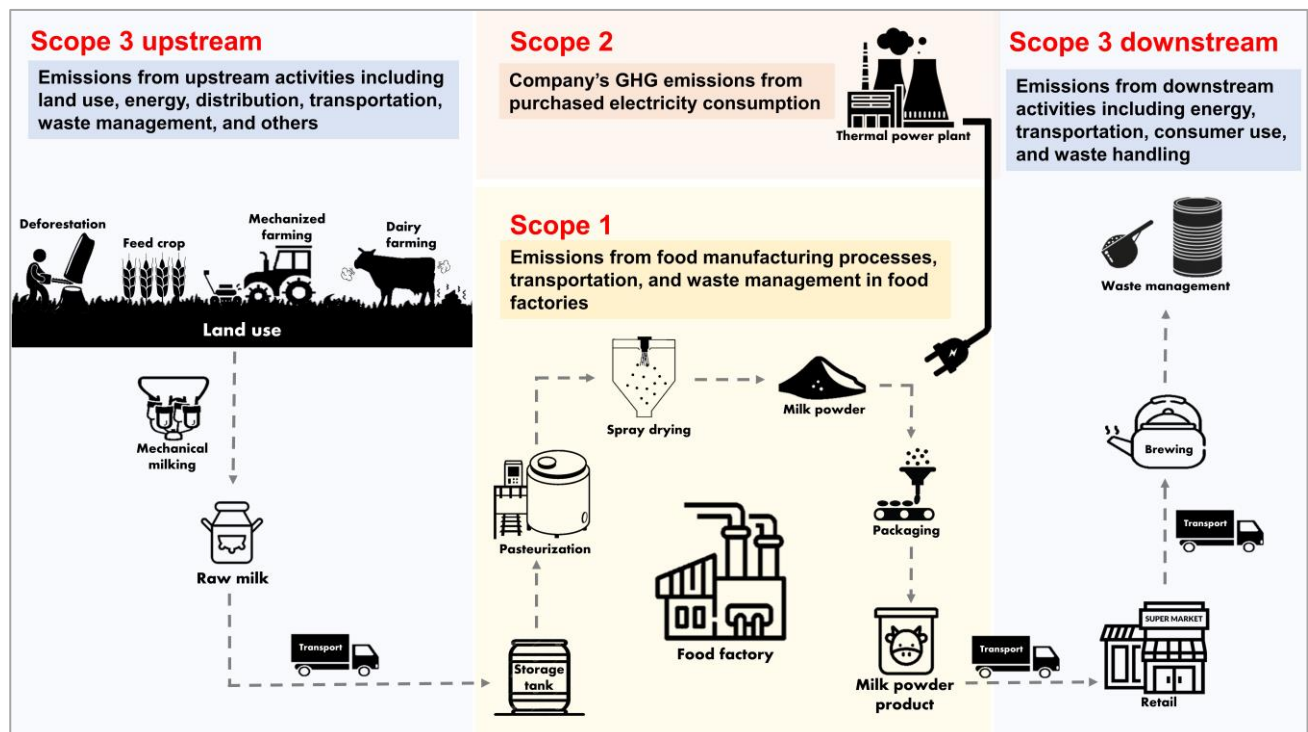 Scope 3 upstream
Emissions from upstream activities including
land use, energy, distribution, transportation,
waste management, and others
Deforestation
Feed crop
Mechanized
farming
Dairy
farming
Land use
Mechanical
milking
Raw milk
Transport
Scope 2
Company's GHG emissions from
purchased electricity consumption
Thermal power plant
Scope 1
Emissions from food manufacturing processes,
transportation, and waste management in food
factories
Storage
tank
Pasteurization
Spray drying
Milk powder
Packaging
Food factory
Milk powder
product
Transport
Scope 3 downstream
Emissions from downstream
activities including energy,
transportation, consumer use,
and waste handling
Waste management
Brewing
Transport
SUPER MARKET
Retail